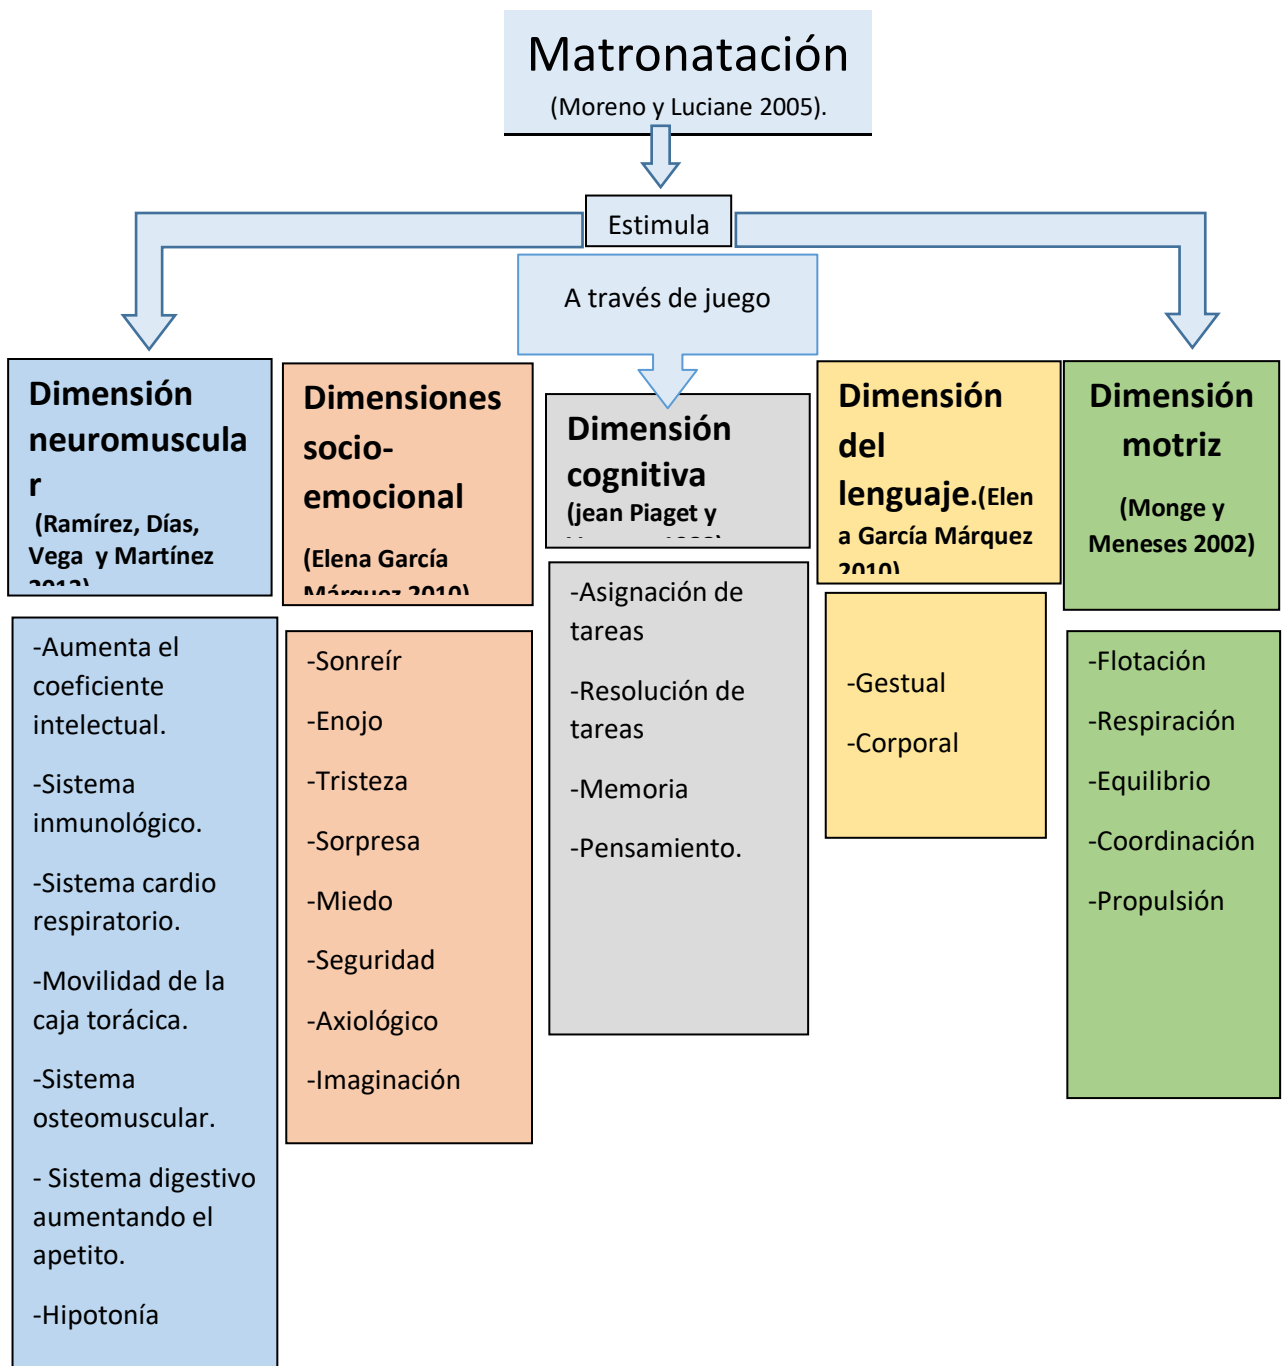 Matronatación
(Moreno y Luciane 2005).
Estimula
A través de juego
Dimensión
neuromuscula
r
(Ramírez, Días,
Vega y Martínez
-Aumenta el
coeficiente
intelectual.
-Sistema
inmunológico.
-Sistema cardio
respiratorio.
-Movilidad de la
caja torácica.
-Sistema
osteomuscular.
- Sistema digestivo
aumentando el
apetito.
-Hipotonía
Dimensiones
socio-
emocional
(Elena García
Márquez 2010)
-Sonreír
-Enojo
-Tristeza
-Sorpresa
-Miedo
-Seguridad
-Axiológico
-Imaginación
Dimensión
cognitiva
(jean Piaget y
-Asignación de
tareas
-Resolución de
tareas
-Memoria
-Pensamiento.
Dimensión
del
lenguaje.(Elen
a García Márquez
2010)
-Gestual
-Corporal
Dimensión
motriz
(Monge y
Meneses 2002)
-Flotación
-Respiración
-Equilibrio
-Coordinación
-Propulsión